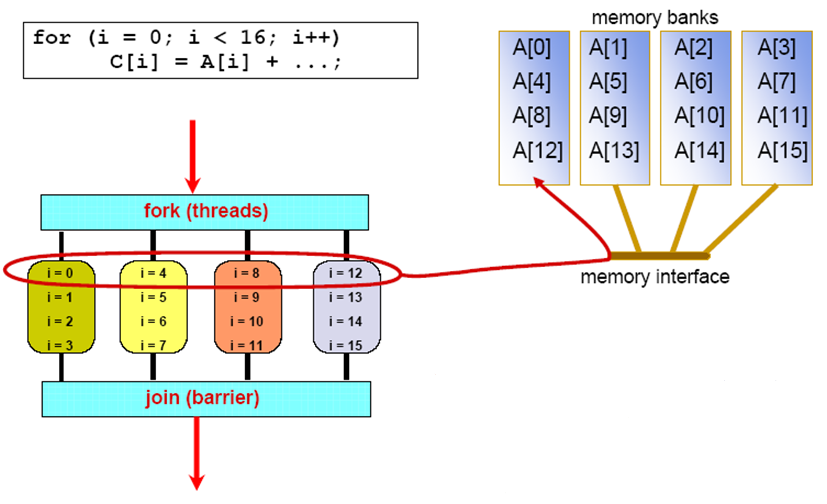 for (i = 0; i < 16; i++)
C[i] = A[i] + ...;
memory banks
A[0] A[1] A[2] A[3]
A[4] A[5] A[6] A[7]
A[8] A[9] A[10] A[11]
A[12] A[13] A[14] A[15]
memory interface
fork (threads)
i = 0 i = 4 i = 8 i = 12
i = 1 i = 5 i = 9 i = 13
i = 2 i = 6 i = 10 i = 14
i = 3 i = 7 i = 11 i = 15
join (barrier)